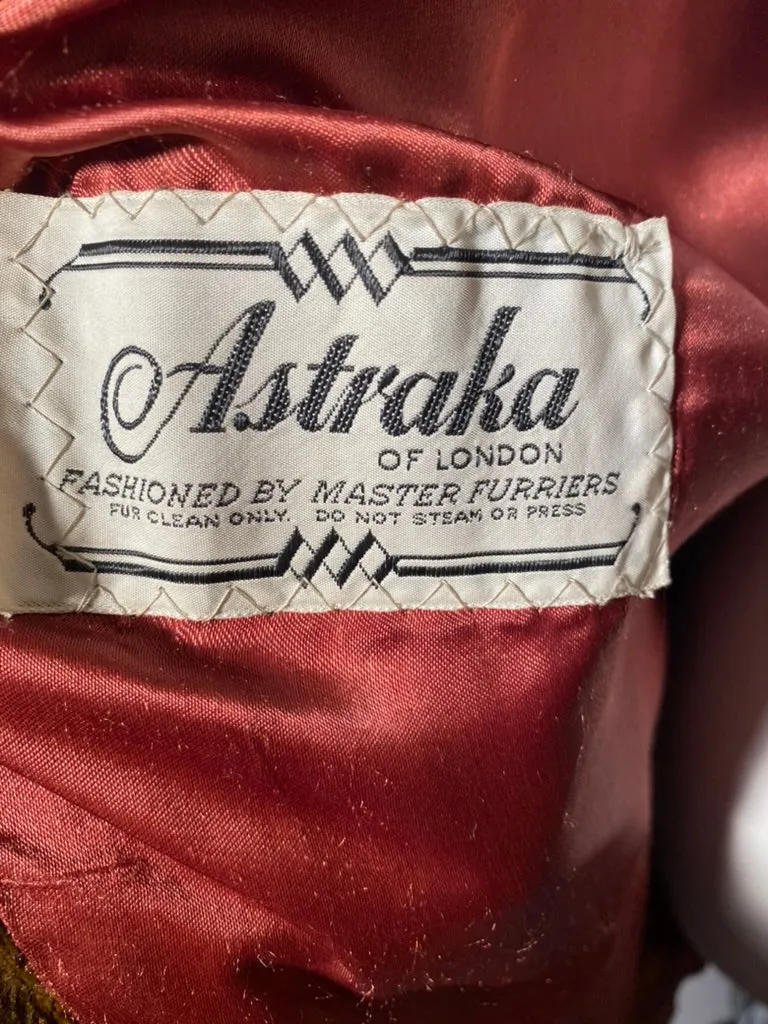 Astraka
OF LONDON
FASHIONED BY MASTER FURRIERS
FUR CLEAN ONLY. DO NOT STEAM OR PRESS